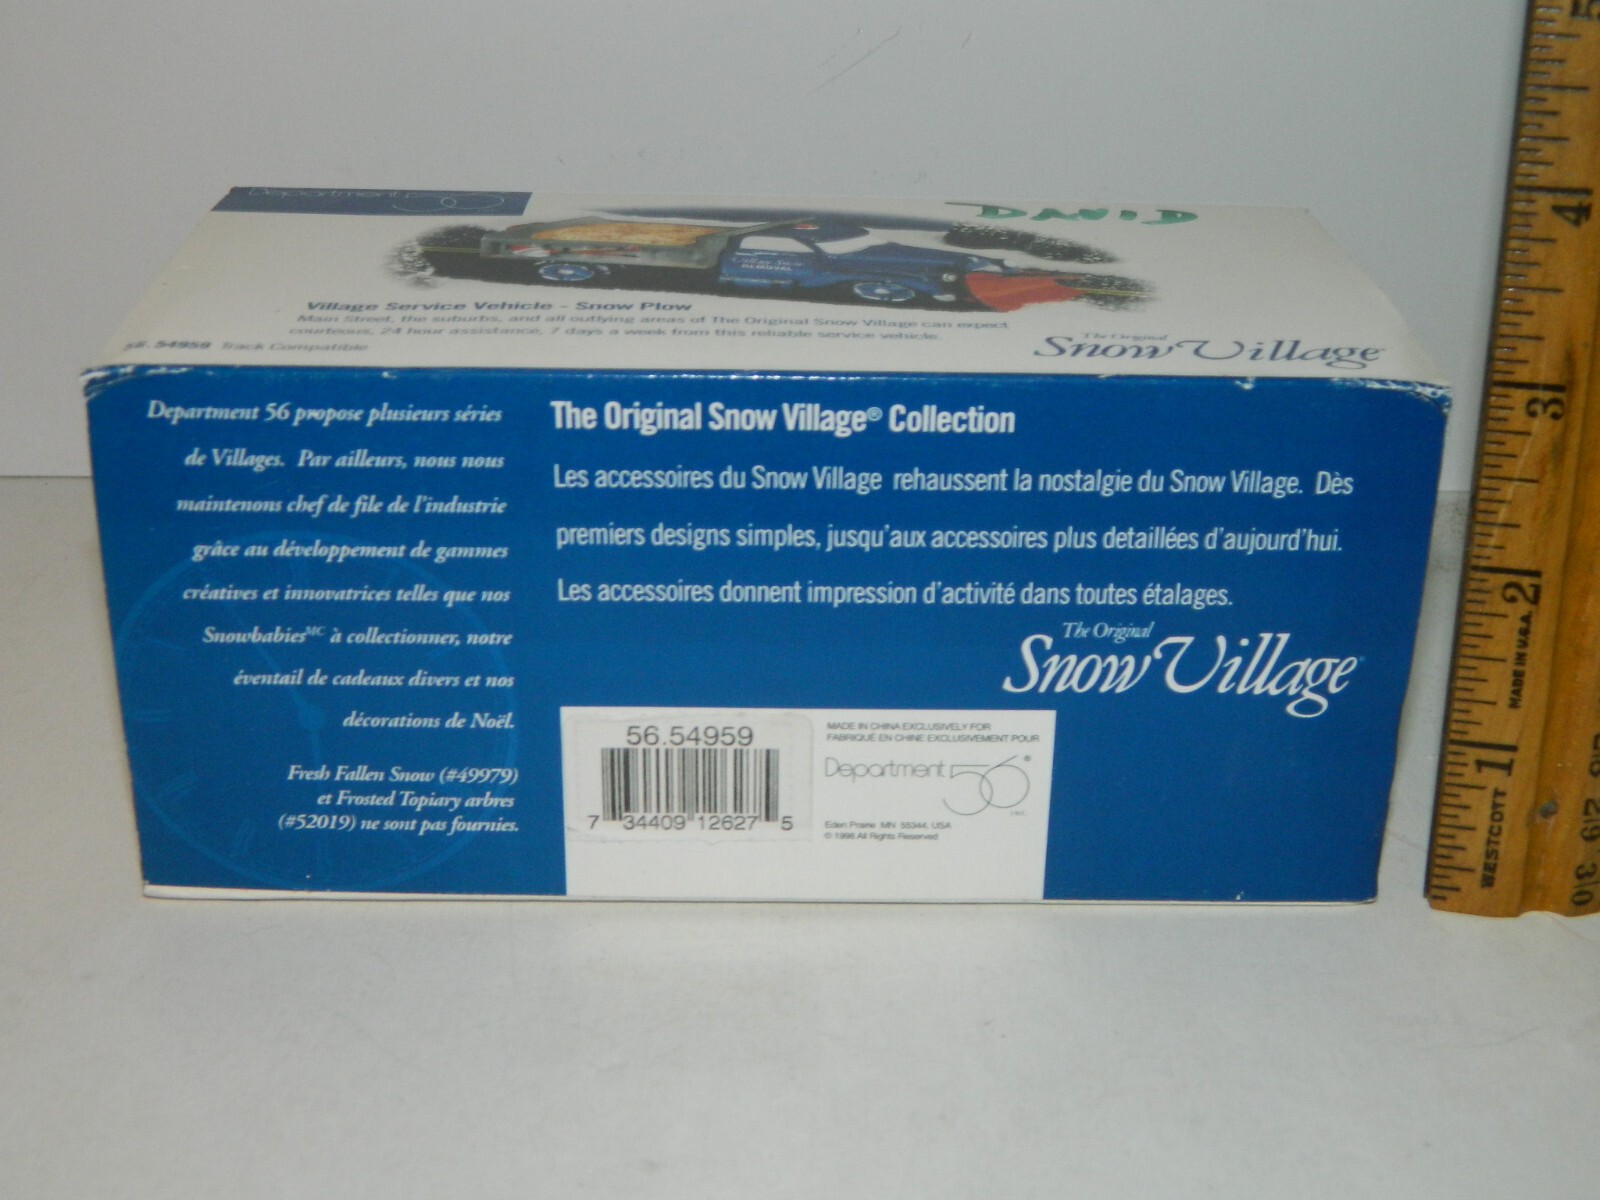 Department 56
DAVID
Village Snow
REMOVAL
Village Service Vehicle - Snow Plow
Main Street, the suburbs, and all outlying areas of The Original Snow Village can expect
courteous, 24 hour assistance, 7 days a week from this reliable service vehicle.
56.54959 Track Compatible
The Original
Snow Village
Department 56 propose plusieurs séries
de Villages. Par ailleurs, nous nous
maintenons chef de file de l'industrie
grâce au développement de gammes
créatives et innovatrices telles que nos
Snowbabies MC à collectionner, notre
éventail de cadeaux divers et nos
décorations de Noël.
Fresh Fallen Snow (#49979)
et Frosted Topiary arbres
(#52019) ne sont pas fournies.
The Original Snow Village® Collection
Les accessoires du Snow Village rehaussent la nostalgie du Snow Village. Dès
premiers designs simples, jusqu'aux accessoires plus detaillées d'aujourd'hui.
Les accessoires donnent impression d'activité dans toutes étalages.
The Original
Snow Village
56.54959
7 34409 12627 5
MADE IN CHINA EXCLUSIVELY FOR
FABRIQUÉ EN CHINE EXCLUSIVEMENT POUR
Department 56®
INC.
Eden Prairie MN 55344, USA
© 1998 All Rights Reserved
5
4
3
2
1
MADE IN U.S.A.
WESTCOTT
29
30